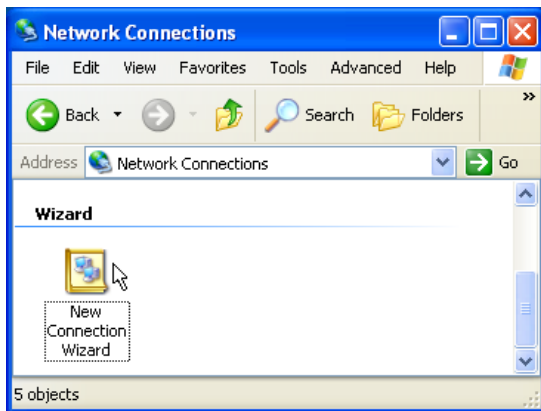 Network Connections
File Edit View Favorites Tools Advanced Help
Back Search Folders »
Address Network Connections Go
Wizard
New
Connection
Wizard
5 objects